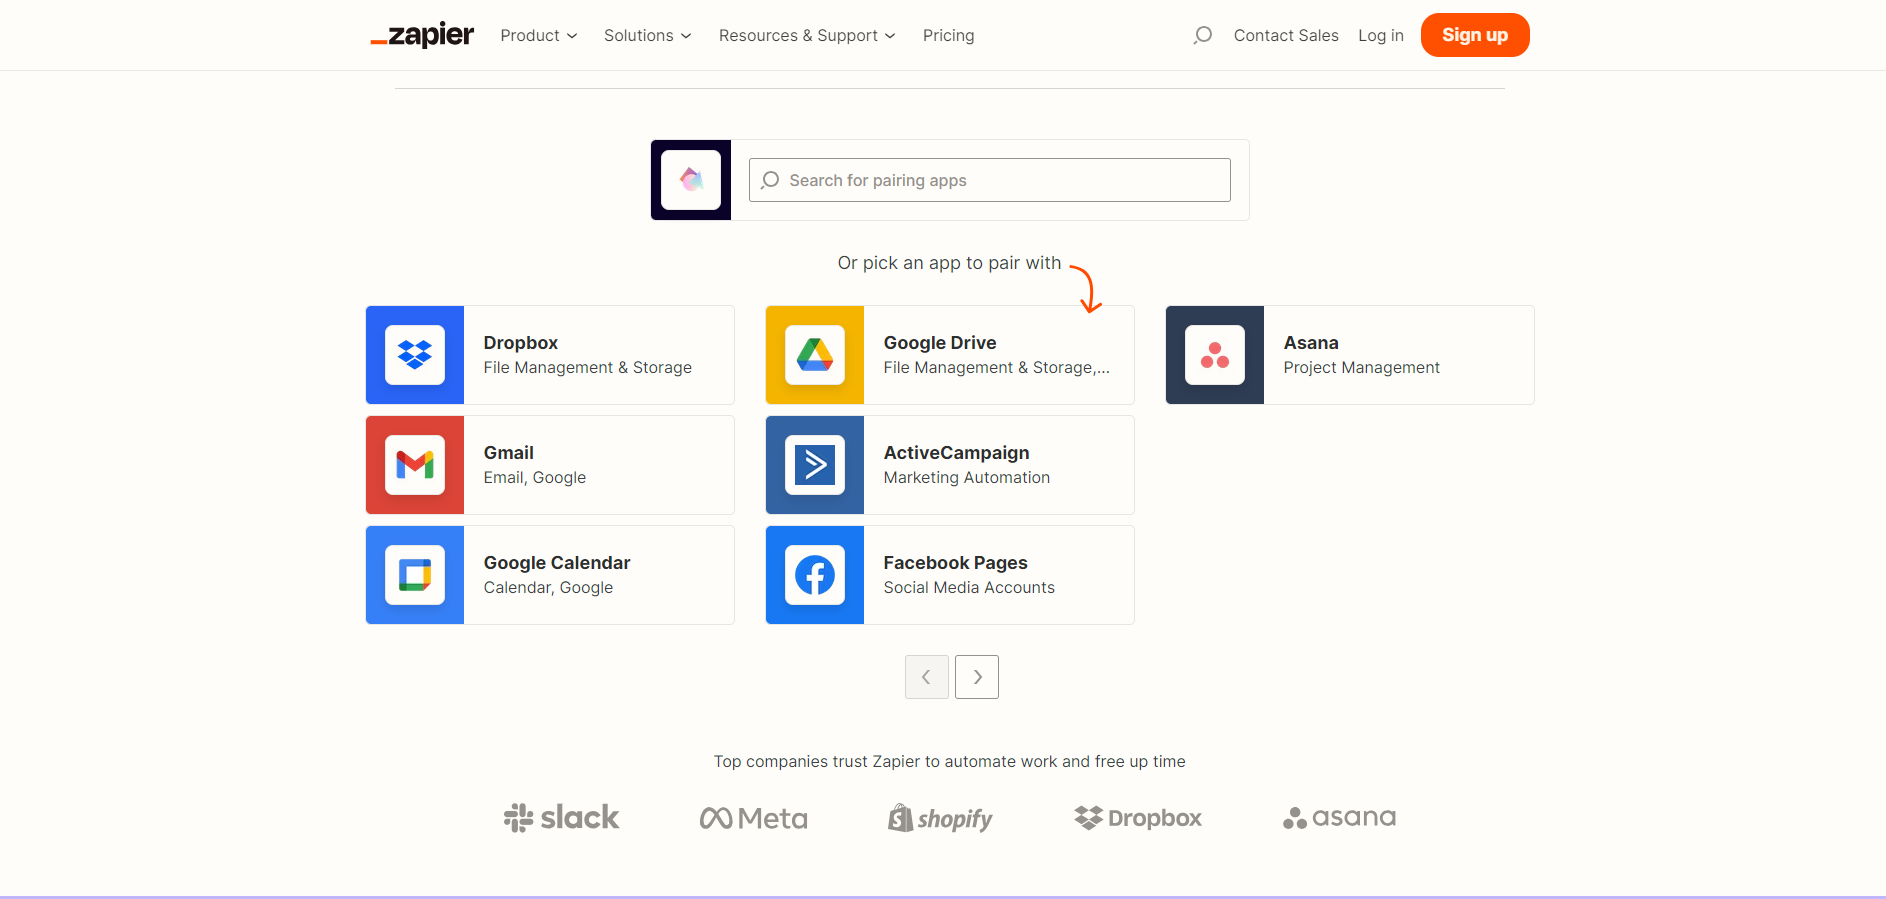 zapier Product Solutions Resources & Support Pricing Contact Sales Log in Sign up
Search for pairing apps
Or pick an app to pair with
Dropbox
File Management & Storage
Google Drive
File Management & Storage,...
Asana
Project Management
Gmail
Email, Google
ActiveCampaign
Marketing Automation
Google Calendar
Calendar, Google
Facebook Pages
Social Media Accounts
Top companies trust Zapier to automate work and free up time
slack Meta shopify Dropbox asana